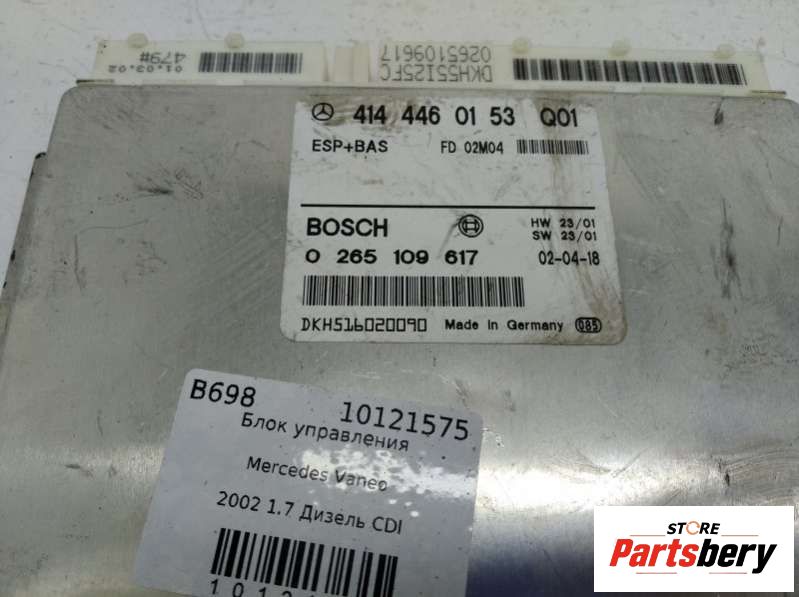 01.03.02
479#
DKH55I25FC
0265109617
414 446 01 53 Q01
ESP+BAS FD 02M04
BOSCH HW 23/01
SW 23/01
0 265 109 617 02-04-18
DKH516020090 Made in Germany 085
B698 10121575
Блок управления
Mercedes Vaneo
2002 1.7 Дизель CDI
STORE
Partsbery